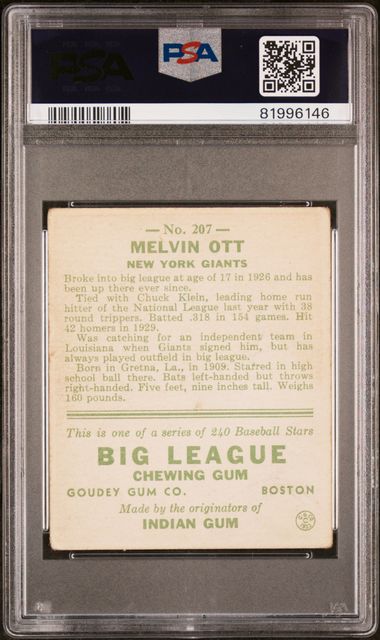 PSA
PSA
81996146
— No. 207 —
MELVIN OTT
NEW YORK GIANTS
Broke into big league at age of 17 in 1926 and has
been up there ever since.
Tied with Chuck Klein, leading home run
hitter of the National League last year with 38
round trippers. Batted .318 in 154 games. Hit
42 homers in 1929.
Was catching for an independent team in
Louisiana when Giants signed him, but has
always played outfield in big league.
Born in Gretna, La., in 1909. Starred in high
school ball there. Bats left-handed but throws
right-handed. Five feet, nine inches tall. Weighs
160 pounds.
This is one of a series of 240 Baseball Stars
BIG LEAGUE
CHEWING GUM
GOUDEY GUM CO. BOSTON
Made by the originators of
INDIAN GUM